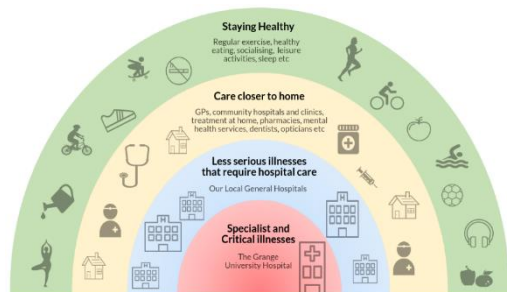 Staying Healthy
Regular exercise, healthy
eating, socialising, leisure
activities, sleep etc
Care closer to home
GPs, community hospitals and clinics,
treatment at home, pharmacies, mental
health services, dentists, opticians etc
Less serious illnesses
that require hospital care
Our Local General Hospitals
Specialist and
Critical illnesses
The Grange
University Hospital